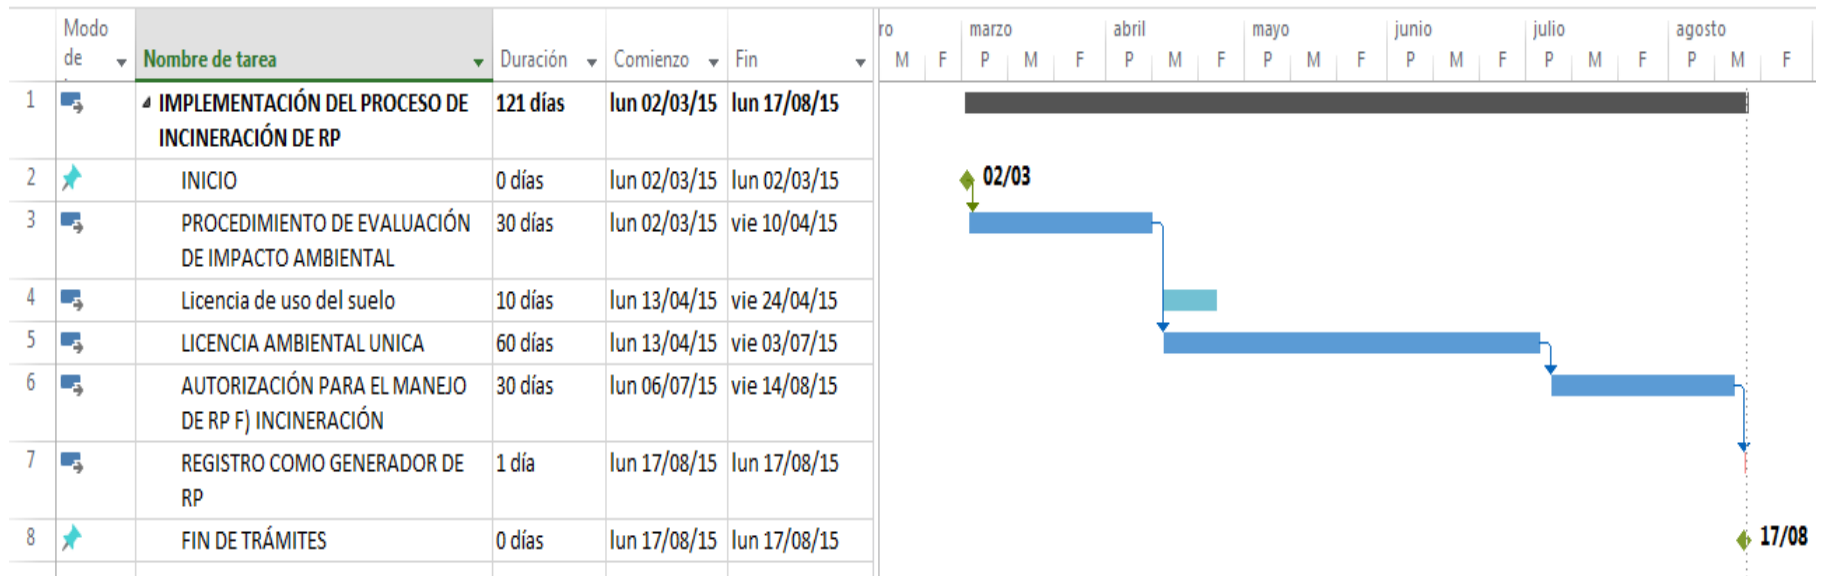 Modo de
Nombre de tarea
Duración
Comienzo
Fin
ro
marzo
abril
mayo
junio
julio
agosto
M F P M F P M F P M F P M F P M F P M F
1 IMPLEMENTACIÓN DEL PROCESO DE 121 días lun 02/03/15 lun 17/08/15
INCINERACIÓN DE RP
2 INICIO 0 días lun 02/03/15 lun 02/03/15 02/03
3 PROCEDIMIENTO DE EVALUACIÓN 30 días lun 02/03/15 vie 10/04/15
DE IMPACTO AMBIENTAL
4 Licencia de uso del suelo 10 días lun 13/04/15 vie 24/04/15
5 LICENCIA AMBIENTAL UNICA 60 días lun 13/04/15 vie 03/07/15
6 AUTORIZACIÓN PARA EL MANEJO 30 días lun 06/07/15 vie 14/08/15
DE RP F) INCINERACIÓN
7 REGISTRO COMO GENERADOR DE 1 día lun 17/08/15 lun 17/08/15
RP
8 FIN DE TRÁMITES 0 días lun 17/08/15 lun 17/08/15 17/08